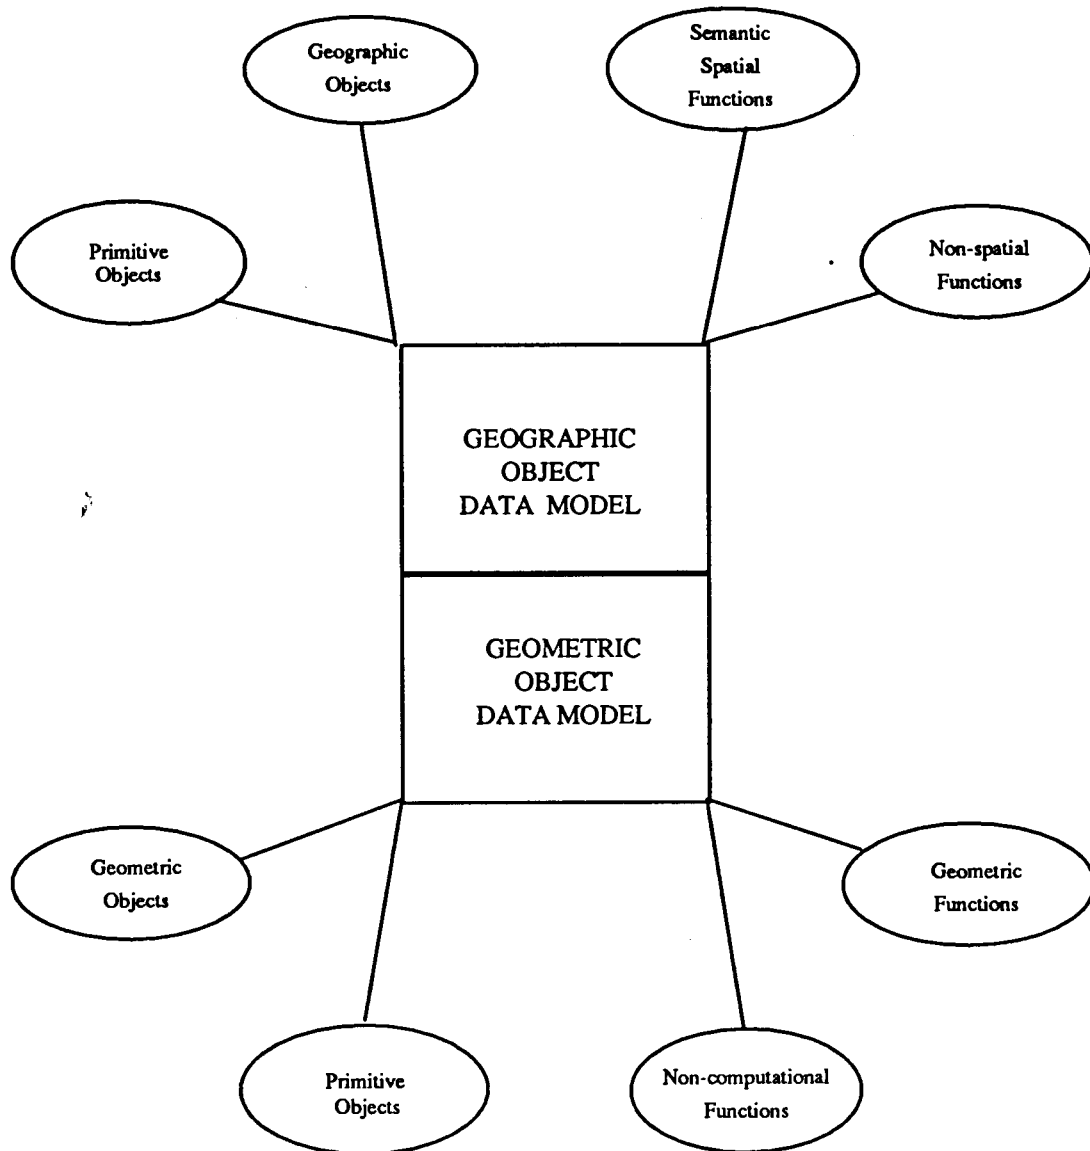 Geographic
Objects
Semantic
Spatial
Functions
Primitive
Objects
Non-spatial
Functions
GEOGRAPHIC
OBJECT
DATA MODEL
GEOMETRIC
OBJECT
DATA MODEL
Geometric
Objects
Geometric
Functions
Primitive
Objects
Non-computational
Functions